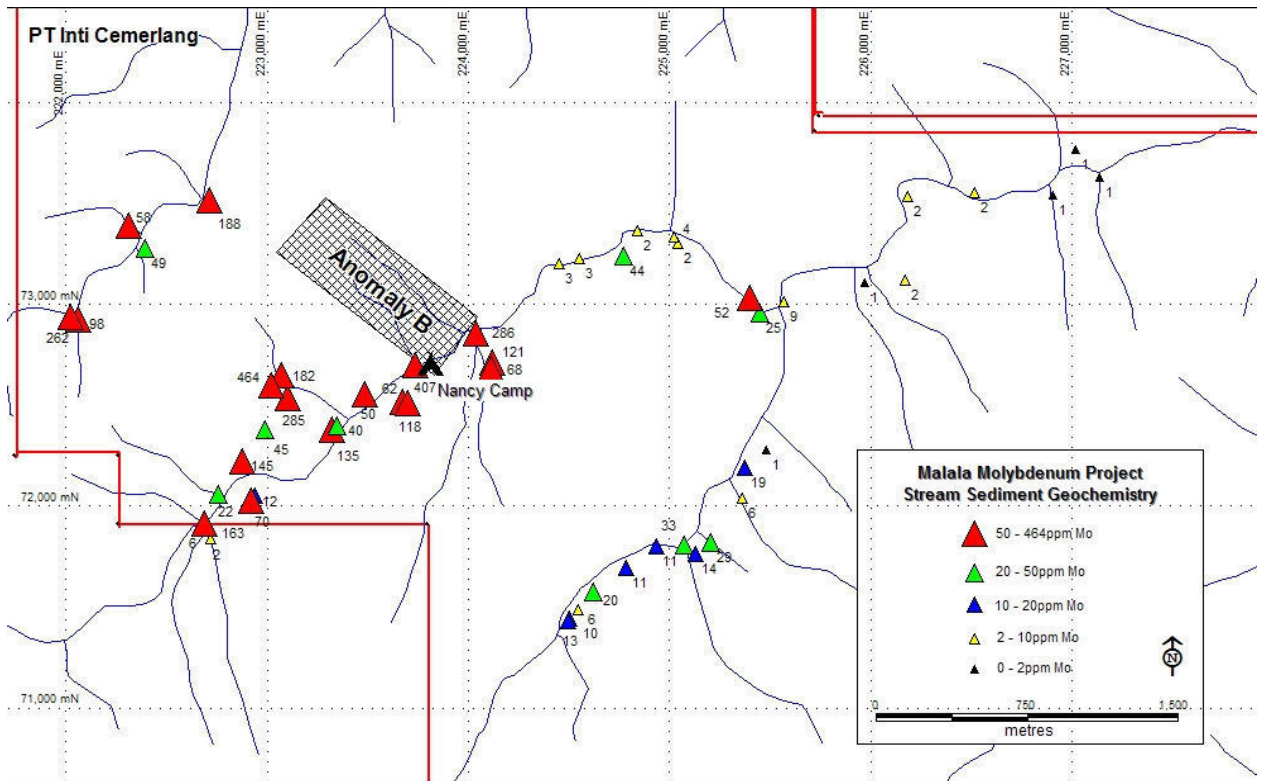 PT Inti Cemerlang
222,000 mE
223,000 mE
224,000 mE
225,000 mE
226,000 mE
227,000 mE
58
188
49
73,000 mN
262
98
Anomaly B
Nancy Camp
286
121
68
407
62
118
50
464
182
285
40
135
45
145
22
12
70
163
6
2
72,000 mN
71,000 mN
3
3
44
2
4
2
52
25
9
1
2
2
2
1
1
1
1
19
6
33
11
14
29
11
20
6
10
13
Malala Molybdenum Project
Stream Sediment Geochemistry
50 - 464ppm Mo
20 - 50ppm Mo
10 - 20ppm Mo
2 - 10ppm Mo
0 - 2ppm Mo
N
0 750 1,500
metres